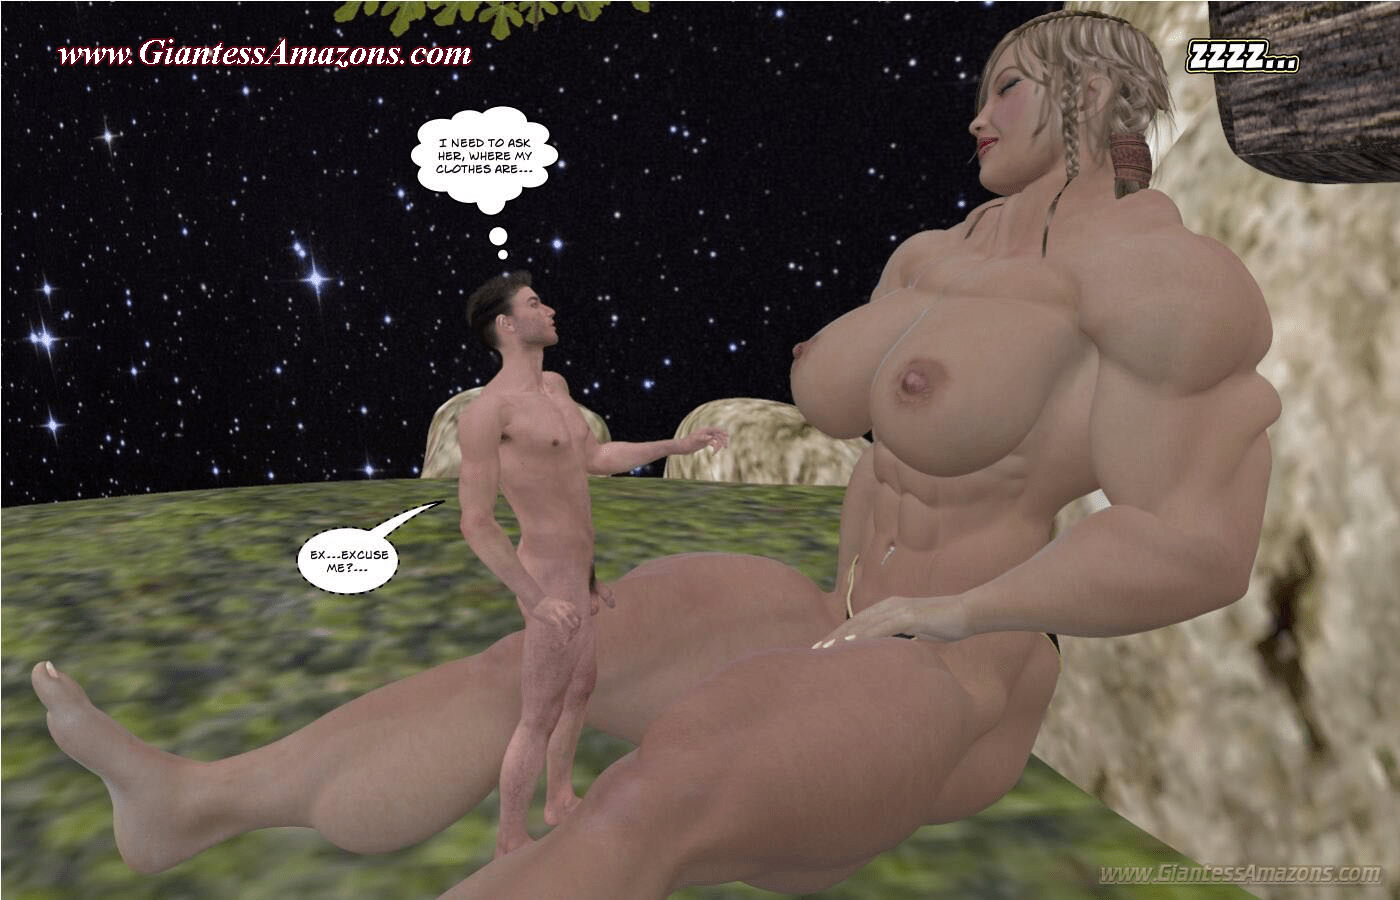 www.GiantessAmazons.com
ZZZZ...
I NEED TO ASK
HER, WHERE MY
CLOTHES ARE...
EX...EXCUSE
ME?...
www.GiantessAmazons.com